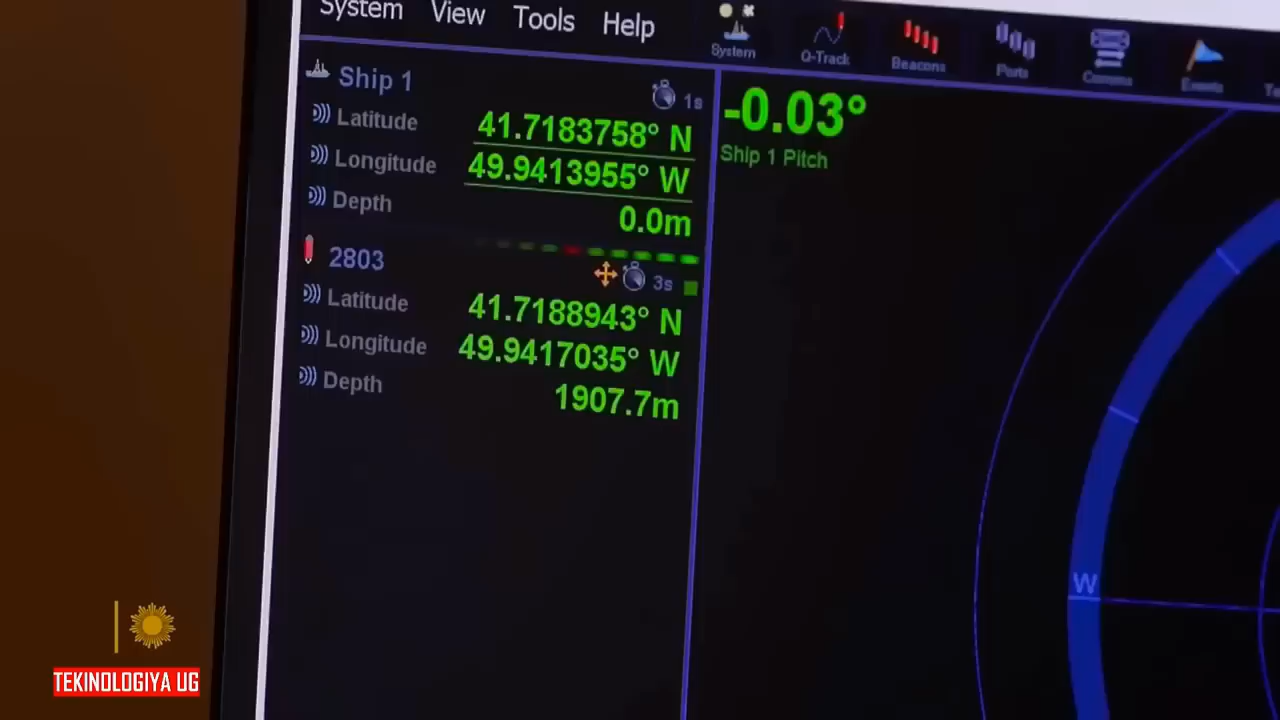 System View Tools Help
System O-Track Beacons Ports Comms Events
Ship 1 1s
Latitude 41.7183758° N
Longitude 49.9413955° W
Depth 0.0m
-0.03°
Ship 1 Pitch
2803 3s
Latitude 41.7188943° N
Longitude 49.9417035° W
Depth 1907.7m
W
TEKINOLOGIYA UG